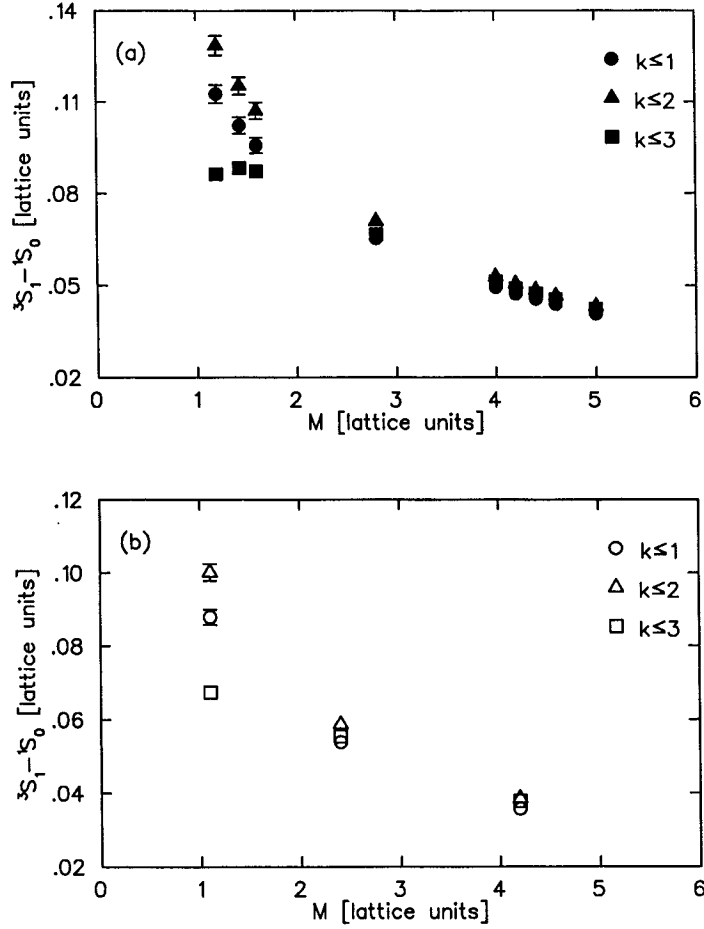 .14
(a)
k≤1
k≤2
k≤3
.11
.08
.05
.02
³S₁–¹S₀ [lattice units]
0 1 2 3 4 5 6
M [lattice units]
.12
(b)
k≤1
k≤2
k≤3
.10
.08
.06
.04
.02
³S₁–¹S₀ [lattice units]
0 1 2 3 4 5 6
M [lattice units]